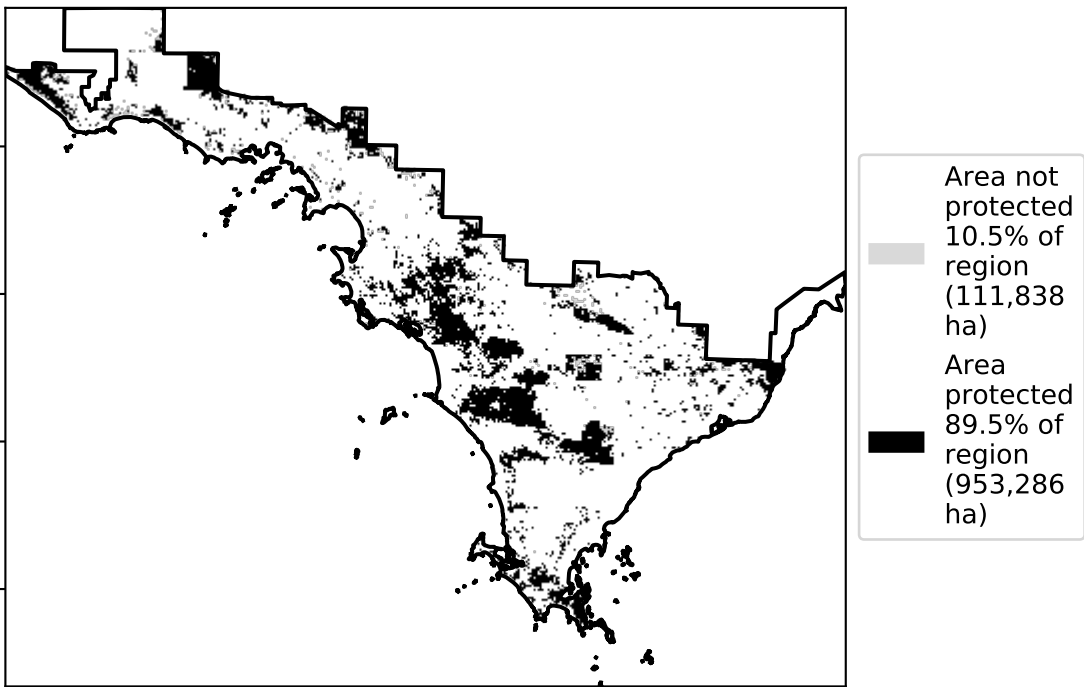 Area not
protected
10.5% of
region
(111,838
ha)
Area
protected
89.5% of
region
(953,286
ha)